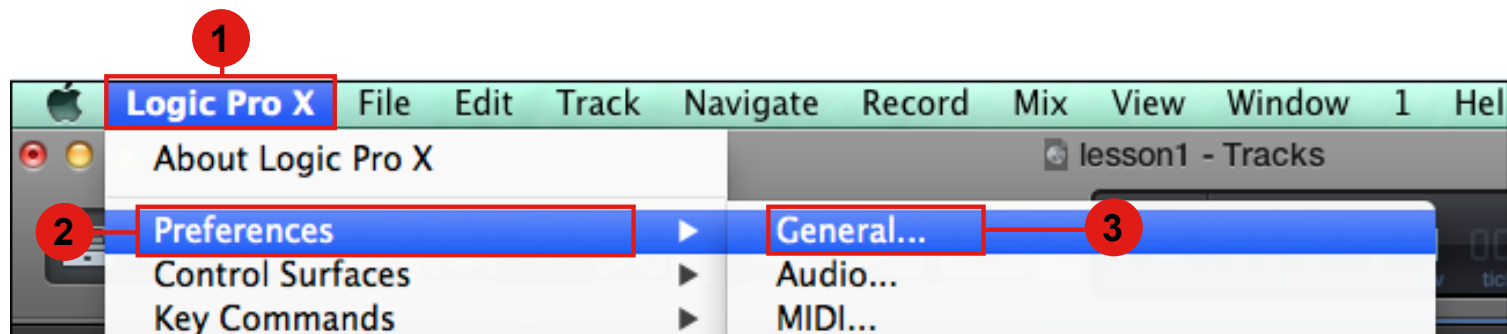 1
Logic Pro X File Edit Track Navigate Record Mix View Window 1 Hel
About Logic Pro X
lesson1 - Tracks
2
Preferences
General...
3
Control Surfaces
Audio...
Key Commands
MIDI...